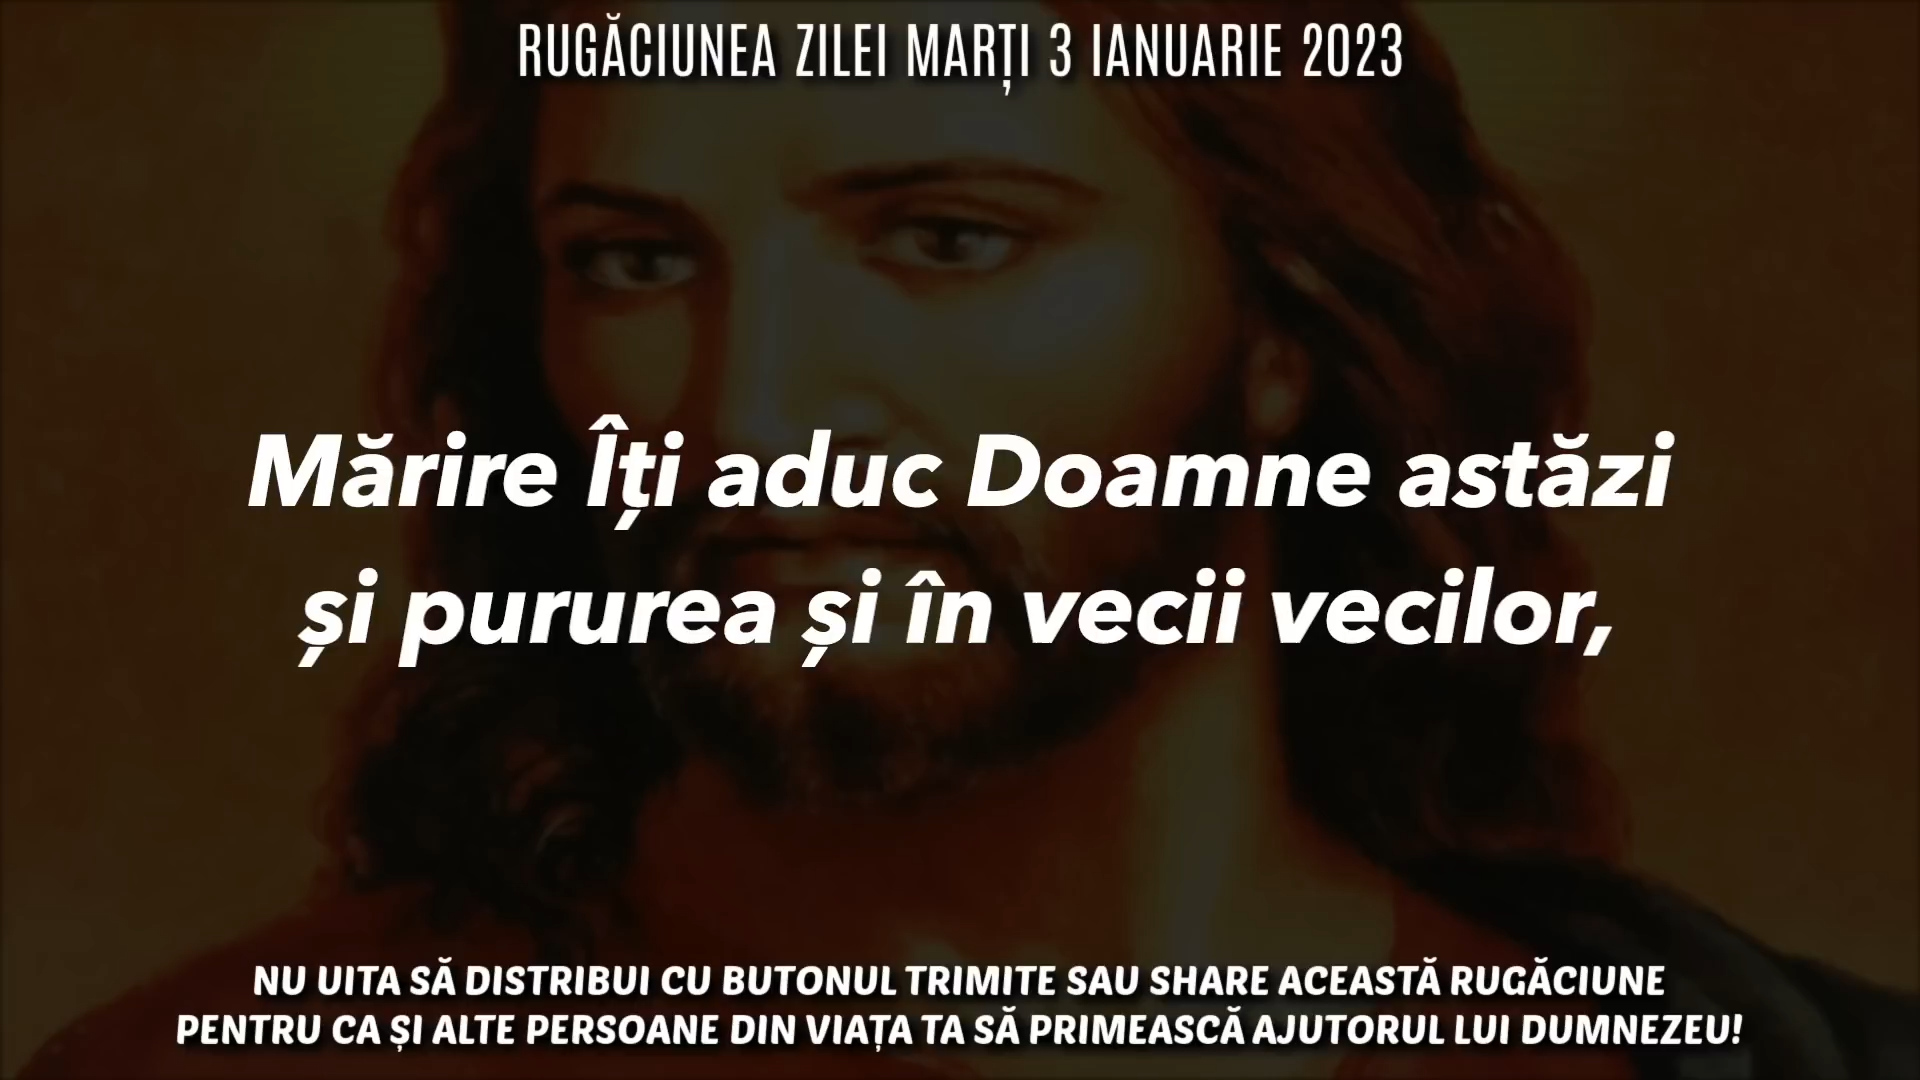 RUGĂCIUNEA ZILEI MARȚI 3 IANUARIE 2023
Mărire Îți aduc Doamne astăzi
și pururea și în vecii vecilor,
NU UITA SĂ DISTRIBUI CU BUTONUL TRIMITE SAU SHARE ACEASTĂ RUGĂCIUNE
PENTRU CA ȘI ALTE PERSOANE DIN VIAȚA TA SĂ PRIMEASCĂ AJUTORUL LUI DUMNEZEU!